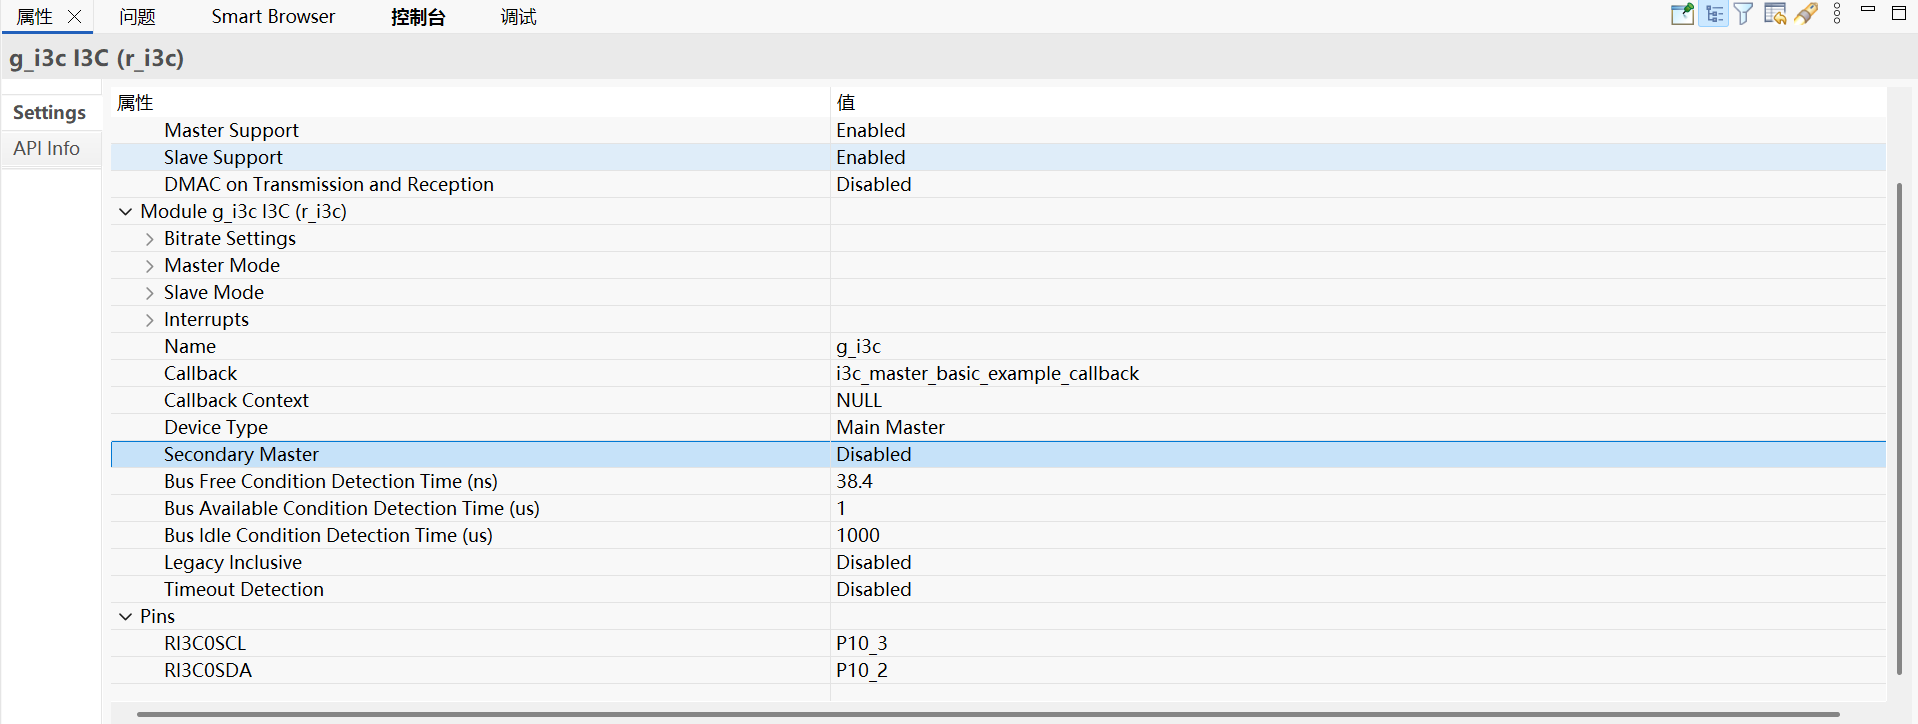 属性 问题 Smart Browser 控制台 调试
g_i3c I3C (r_i3c)
Settings
API Info
属性 值
Master Support Enabled
Slave Support Enabled
DMAC on Transmission and Reception Disabled
Module g_i3c I3C (r_i3c)
Bitrate Settings
Master Mode
Slave Mode
Interrupts
Name g_i3c
Callback i3c_master_basic_example_callback
Callback Context NULL
Device Type Main Master
Secondary Master Disabled
Bus Free Condition Detection Time (ns) 38.4
Bus Available Condition Detection Time (us) 1
Bus Idle Condition Detection Time (us) 1000
Legacy Inclusive Disabled
Timeout Detection Disabled
Pins
RI3C0SCL P10_3
RI3C0SDA P10_2